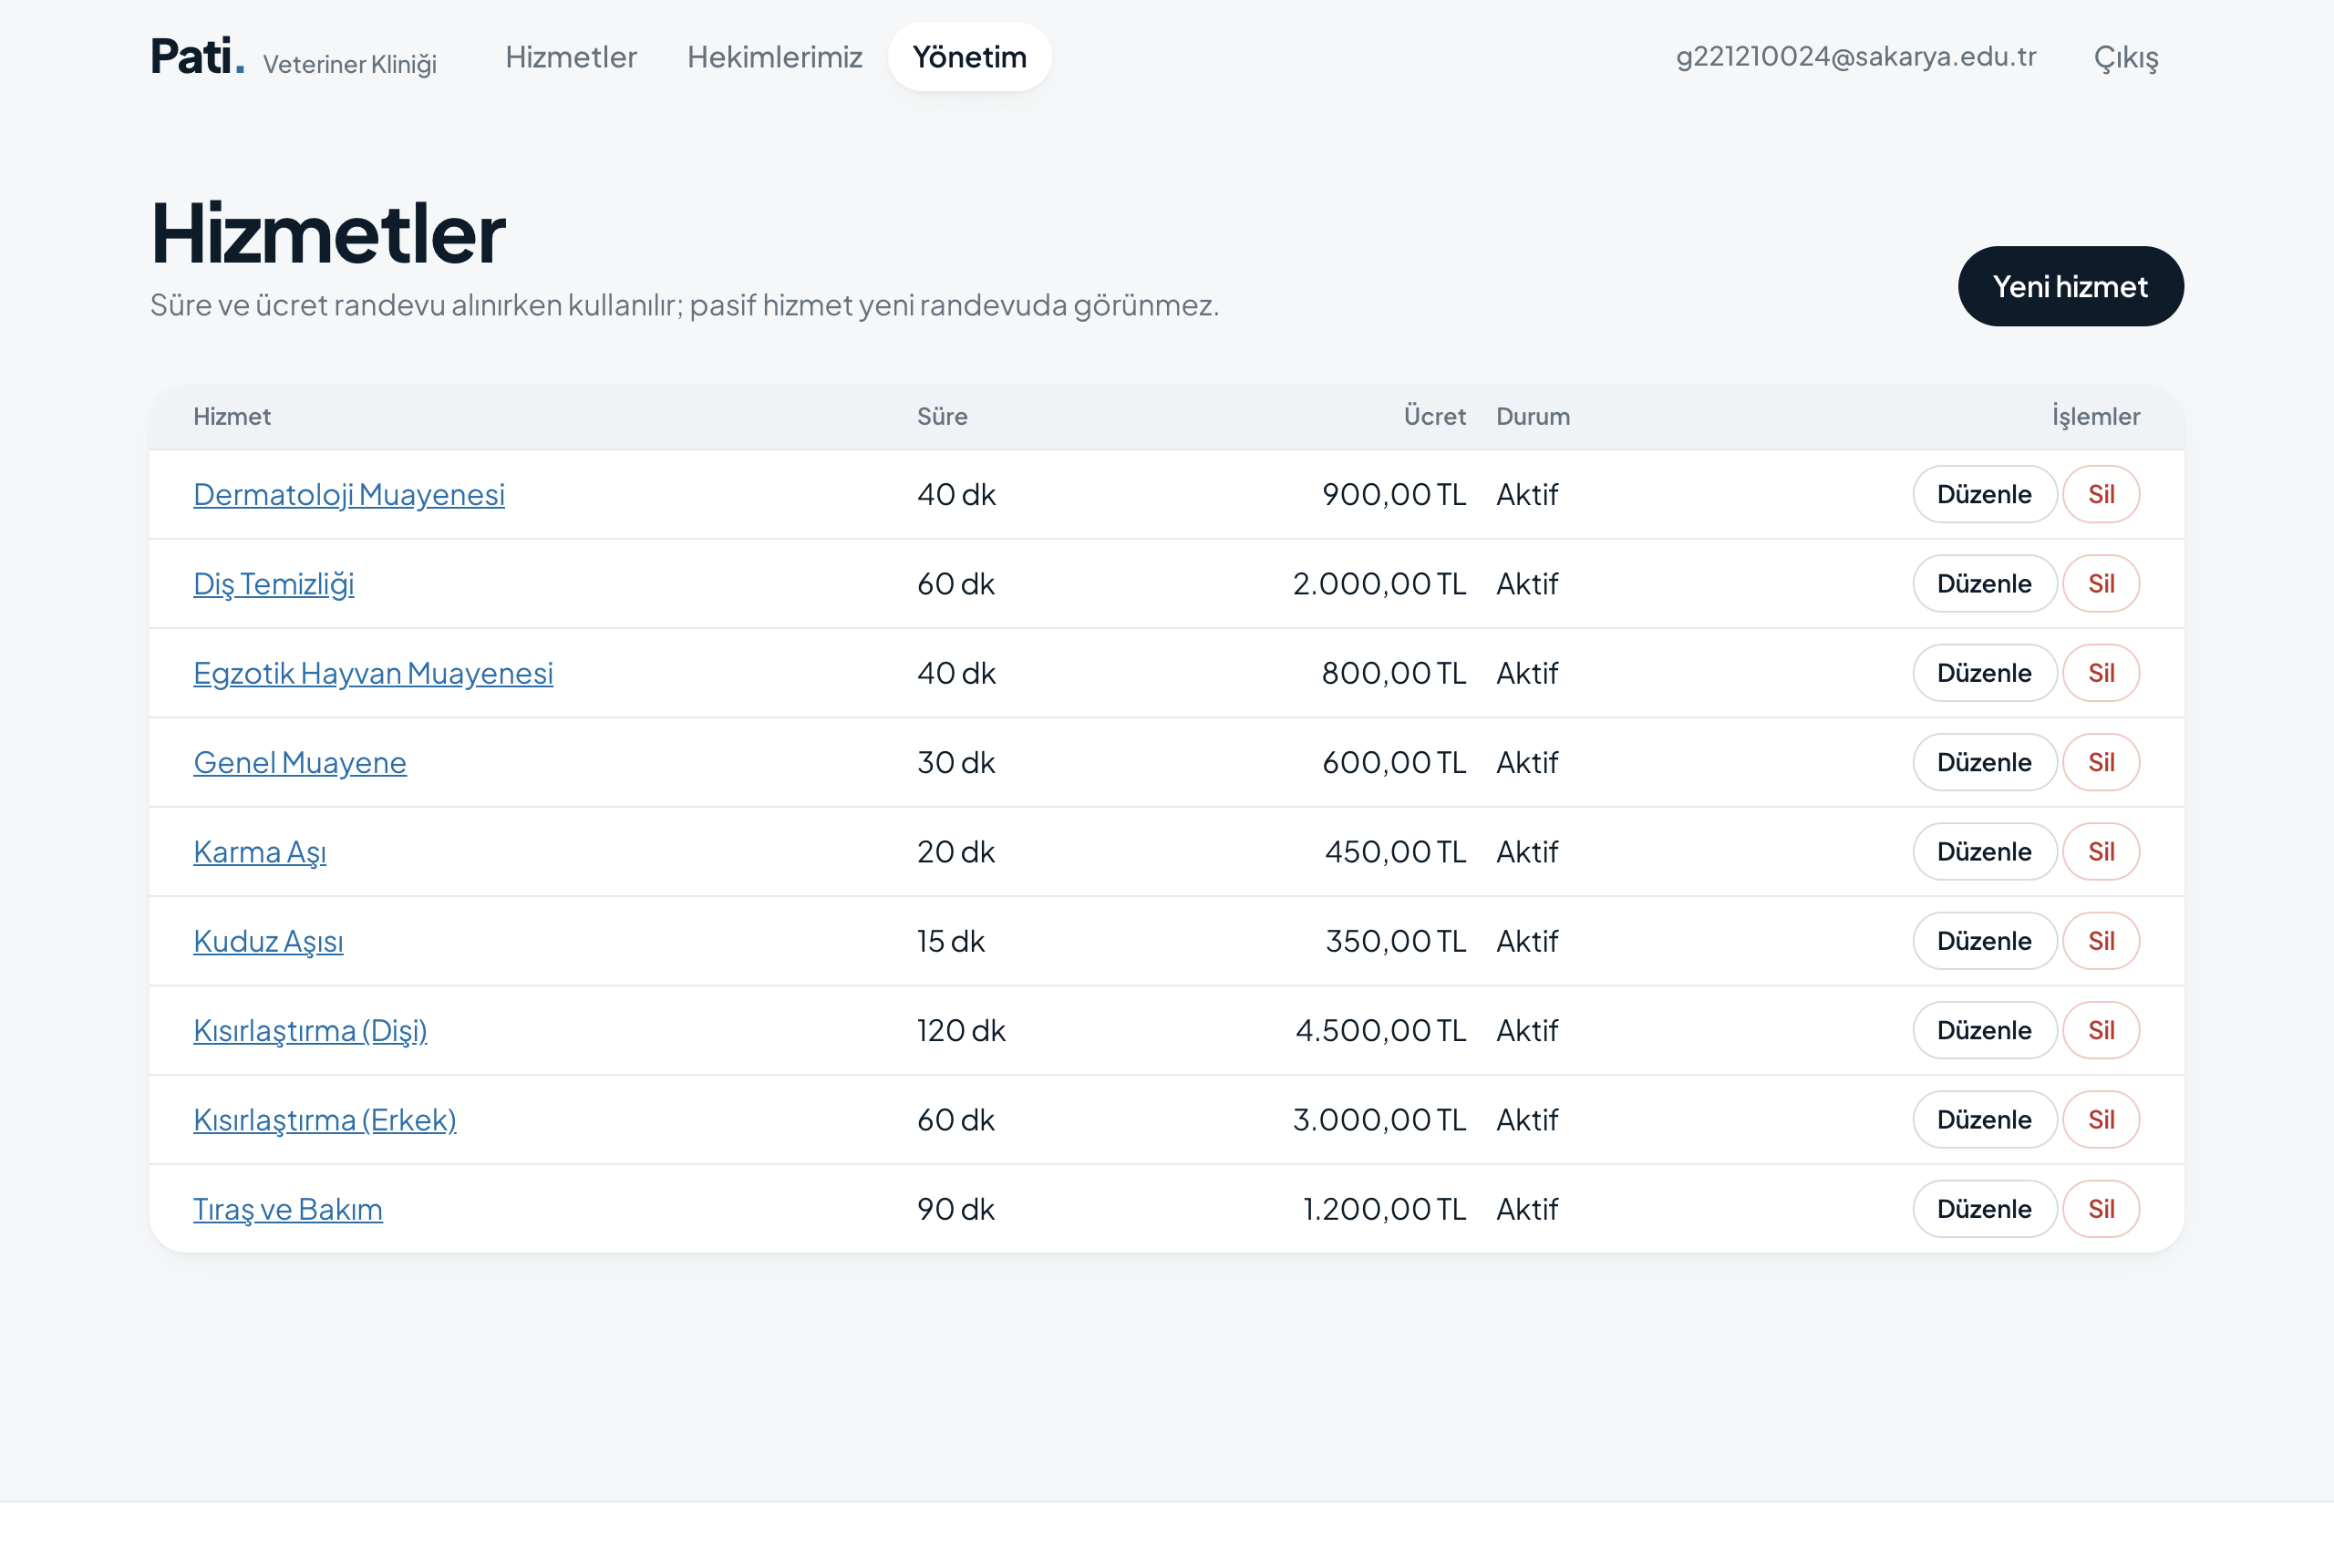 Pati. Veteriner Kliniği Hizmetler Hekimlerimiz Yönetim g221210024@sakarya.edu.tr Çıkış
Hizmetler
Süre ve ücret randevu alınırken kullanılır; pasif hizmet yeni randevuda görünmez.
Yeni hizmet
Hizmet Süre Ücret Durum İşlemler
Dermatoloji Muayenesi 40 dk 900,00 TL Aktif Düzenle Sil
Diş Temizliği 60 dk 2.000,00 TL Aktif Düzenle Sil
Egzotik Hayvan Muayenesi 40 dk 800,00 TL Aktif Düzenle Sil
Genel Muayene 30 dk 600,00 TL Aktif Düzenle Sil
Karma Aşı 20 dk 450,00 TL Aktif Düzenle Sil
Kuduz Aşısı 15 dk 350,00 TL Aktif Düzenle Sil
Kısırlaştırma (Dişi) 120 dk 4.500,00 TL Aktif Düzenle Sil
Kısırlaştırma (Erkek) 60 dk 3.000,00 TL Aktif Düzenle Sil
Tıraş ve Bakım 90 dk 1.200,00 TL Aktif Düzenle Sil